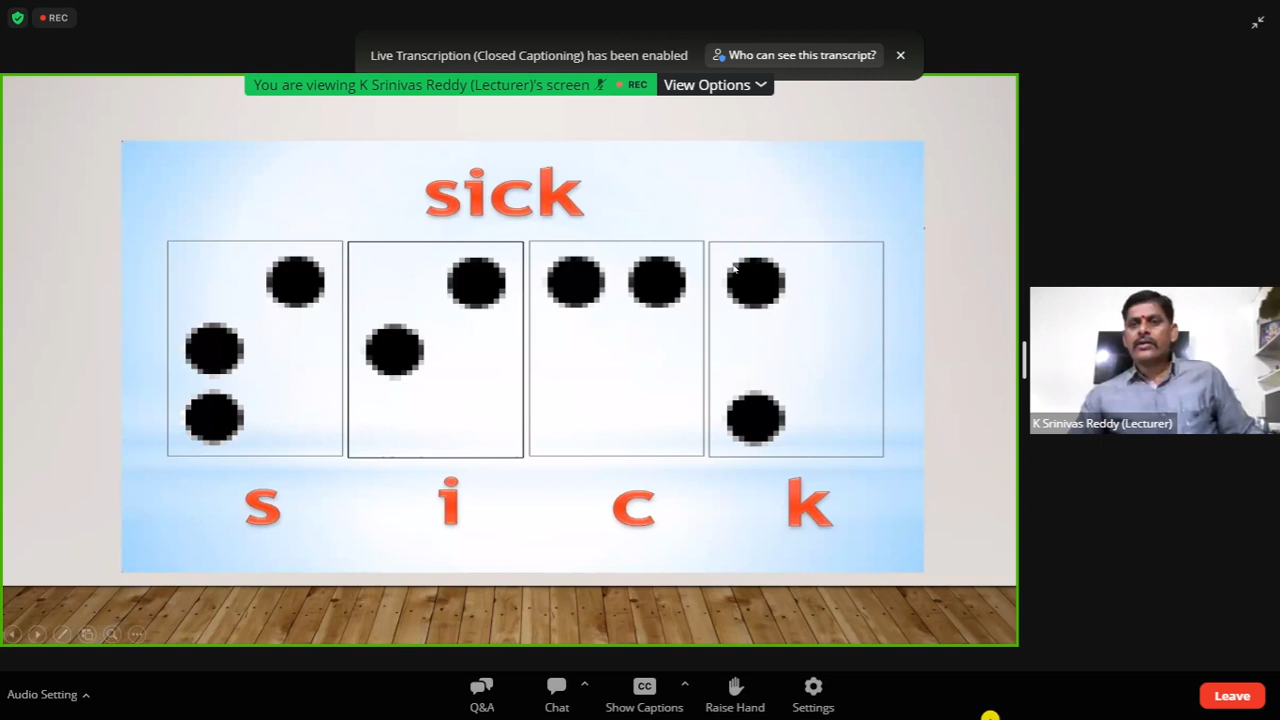 REC
Live Transcription (Closed Captioning) has been enabled Who can see this transcript?
You are viewing K Srinivas Reddy (Lecturer)'s screen REC View Options
sick
s i c k
K Srinivas Reddy (Lecturer)
Audio Setting
Q&A
Chat
CC
Show Captions
Raise Hand
Settings
Leave